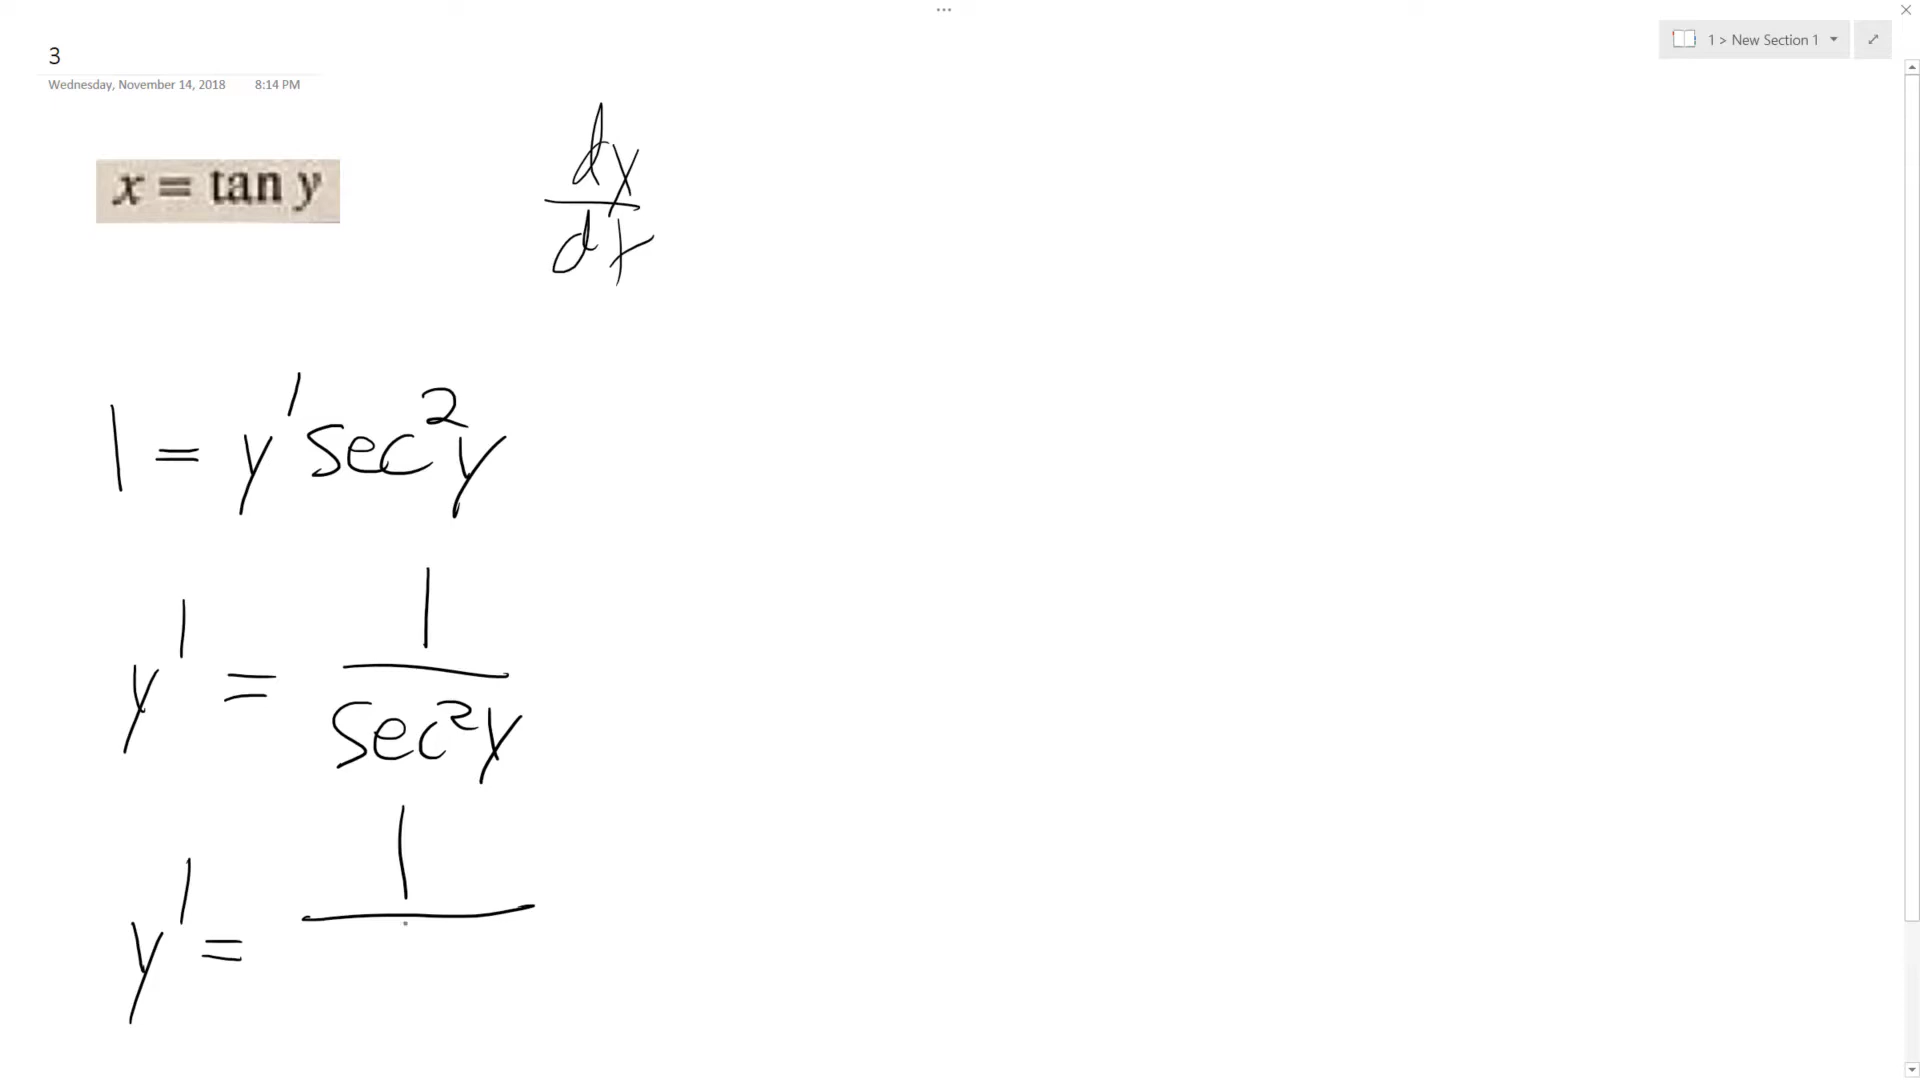 ...
1 > New Section 1
3
Wednesday, November 14, 2018 8:14 PM
x = tan y
dy
dx
1 = y' sec²y
y' = 1
sec²y
y' = 1